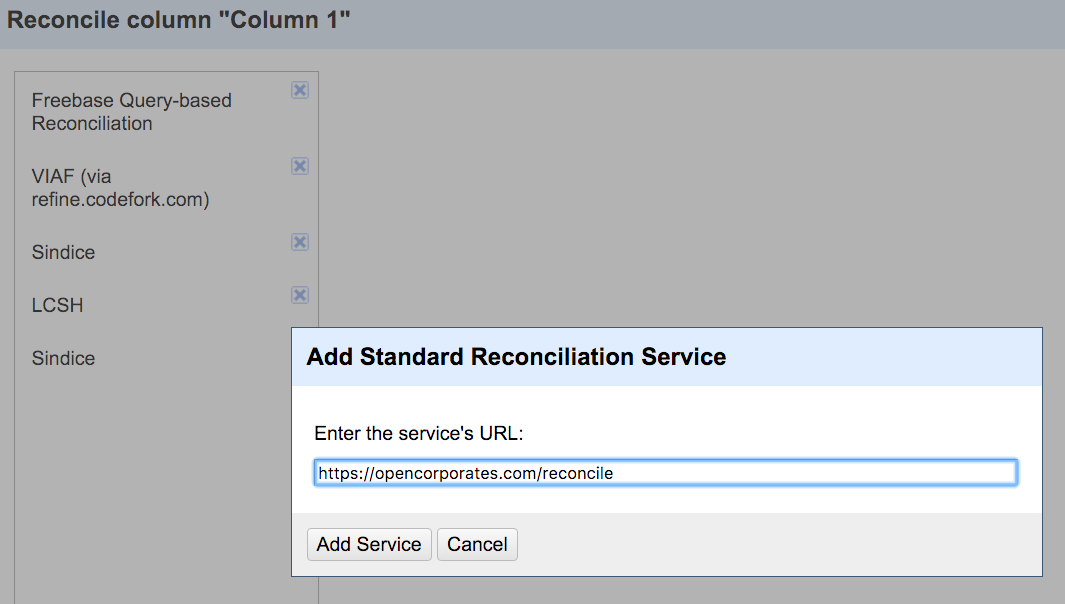 Reconcile column "Column 1"
Freebase Query-based
Reconciliation
VIAF (via
refine.codefork.com)
Sindice
LCSH
Sindice
Add Standard Reconciliation Service
Enter the service's URL:
https://opencorporates.com/reconcile
Add Service
Cancel